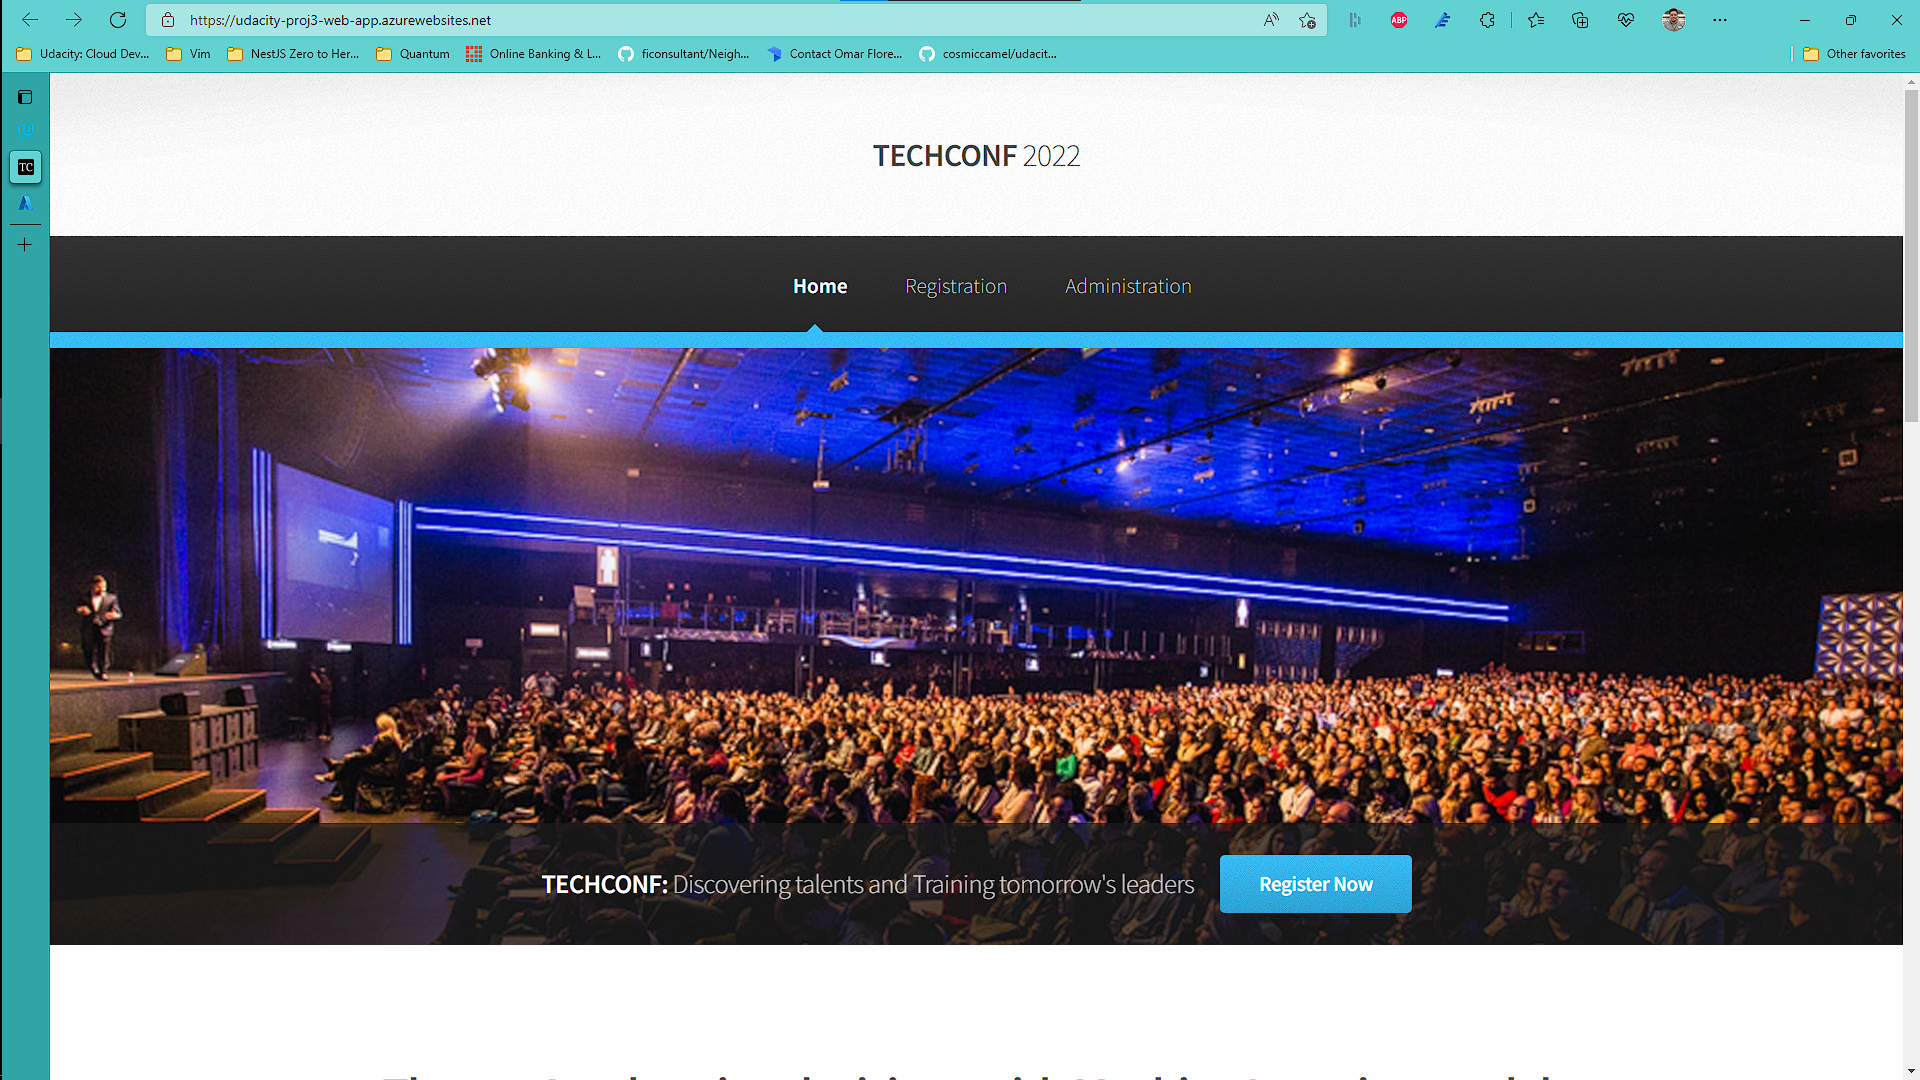 https://udacity-proj3-web-app.azurewebsites.net
ABP
Udacity: Cloud Dev... Vim NestJS Zero to Her... Quantum Online Banking & L... ficonsultant/Neigh... Contact Omar Flore... cosmiccamel/udacit... Other favorites
TC
TECHCONF 2022
Home Registration Administration
TECHCONF: Discovering talents and Training tomorrow's leaders Register Now